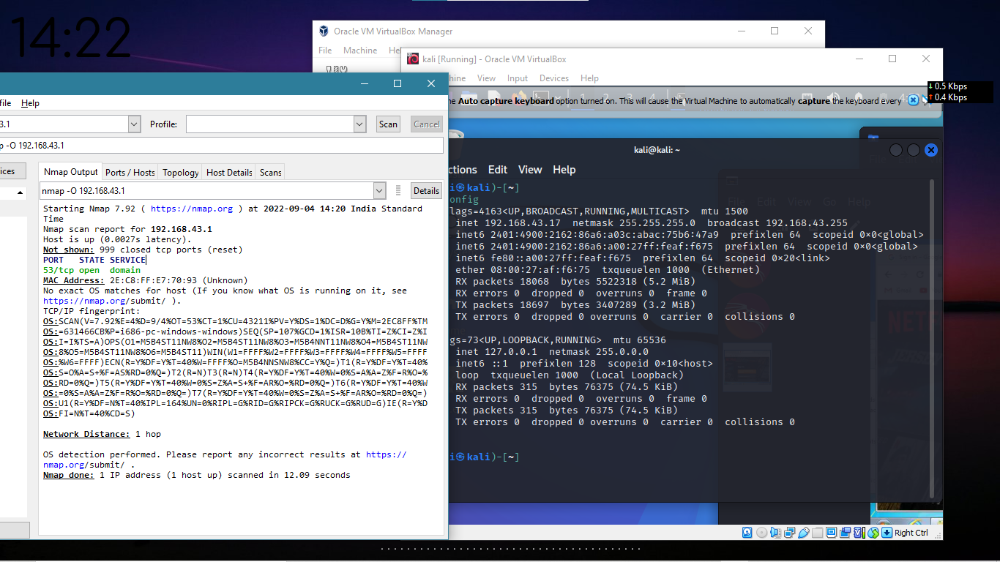 14:22
Oracle VM VirtualBox Manager
File Machine Hel
kali [Running] - Oracle VM VirtualBox
hine View Input Devices Help
0.5 Kbps
0.4 Kbps
he Auto capture keyboard option turned on. This will cause the Virtual Machine to automatically capture the keyboard every
file Help
3.1 Profile: Scan Cancel
p -O 192.168.43.1
ices Nmap Output Ports / Hosts Topology Host Details Scans
nmap -O 192.168.43.1 Details
Starting Nmap 7.92 ( https://nmap.org ) at 2022-09-04 14:20 India Standard
Time
Nmap scan report for 192.168.43.1
Host is up (0.0027s latency).
Not shown: 999 closed tcp ports (reset)
PORT STATE SERVICE
53/tcp open domain
MAC Address: 2E:C8:FF:E7:70:93 (Unknown)
No exact OS matches for host (If you know what OS is running on it, see
https://nmap.org/submit/ ).
TCP/IP fingerprint:
OS:SCAN(V=7.92%E=4%D=9/4%OT=53%CT=1%CU=43211%PV=Y%DS=1%DC=D%G=Y%M=2EC8FF%TM
OS:=631466CB%P=i686-pc-windows-windows)SEQ(SP=107%GCD=1%ISR=10B%TI=Z%CI=Z%I
OS:I=I%TS=A)OPS(O1=M5B4ST11NW8%O2=M5B4ST11NW8%O3=M5B4NNT11NW8%O4=M5B4ST11NW
OS:8%O5=M5B4ST11NW8%O6=M5B4ST11)WIN(W1=FFFF%W2=FFFF%W3=FFFF%W4=FFFF%W5=FFFF
OS:%W6=FFFF)ECN(R=Y%DF=Y%T=40%W=FFFF%O=M5B4NNSNW8%CC=Y%Q=)T1(R=Y%DF=Y%T=40%
OS:S=O%A=S+%F=AS%RD=0%Q=)T2(R=N)T3(R=N)T4(R=Y%DF=Y%T=40%W=0%S=A%A=Z%F=R%O=%
OS:RD=0%Q=)T5(R=Y%DF=Y%T=40%W=0%S=Z%A=S+%F=AR%O=%RD=0%Q=)T6(R=Y%DF=Y%T=40%W
OS:=0%S=A%A=Z%F=R%O=%RD=0%Q=)T7(R=Y%DF=Y%T=40%W=0%S=Z%A=S+%F=AR%O=%RD=0%Q=)
OS:U1(R=Y%DF=N%T=40%IPL=164%UN=0%RIPL=G%RID=G%RIPCK=G%RUCK=G%RUD=G)IE(R=Y%D
OS:FI=N%T=40%CD=S)
Network Distance: 1 hop
OS detection performed. Please report any incorrect results at https://
nmap.org/submit/ .
Nmap done: 1 IP address (1 host up) scanned in 12.09 seconds
kali@kali: ~
ctions Edit View Help
i㉿kali)-[~]
onfig
lags=4163<UP,BROADCAST,RUNNING,MULTICAST> mtu 1500
inet 192.168.43.17 netmask 255.255.255.0 broadcast 192.168.43.255
inet6 2401:4900:2162:86a6:a03c:abac:75b6:47a9 prefixlen 64 scopeid 0×0<global>
inet6 2401:4900:2162:86a6:a00:27ff:feaf:f675 prefixlen 64 scopeid 0×0<global>
inet6 fe80::a00:27ff:feaf:f675 prefixlen 64 scopeid 0×20<link>
ether 08:00:27:af:f6:75 txqueuelen 1000 (Ethernet)
RX packets 18068 bytes 5522318 (5.2 MiB)
RX errors 0 dropped 0 overruns 0 frame 0
TX packets 18697 bytes 3407289 (3.2 MiB)
TX errors 0 dropped 0 overruns 0 carrier 0 collisions 0
gs=73<UP,LOOPBACK,RUNNING> mtu 65536
inet 127.0.0.1 netmask 255.0.0.0
inet6 ::1 prefixlen 128 scopeid 0×10<host>
loop txqueuelen 1000 (Local Loopback)
RX packets 315 bytes 76375 (74.5 KiB)
RX errors 0 dropped 0 overruns 0 frame 0
TX packets 315 bytes 76375 (74.5 KiB)
TX errors 0 dropped 0 overruns 0 carrier 0 collisions 0
i㉿kali)-[~]
File Edit View Go Help
NETF
Right Ctrl